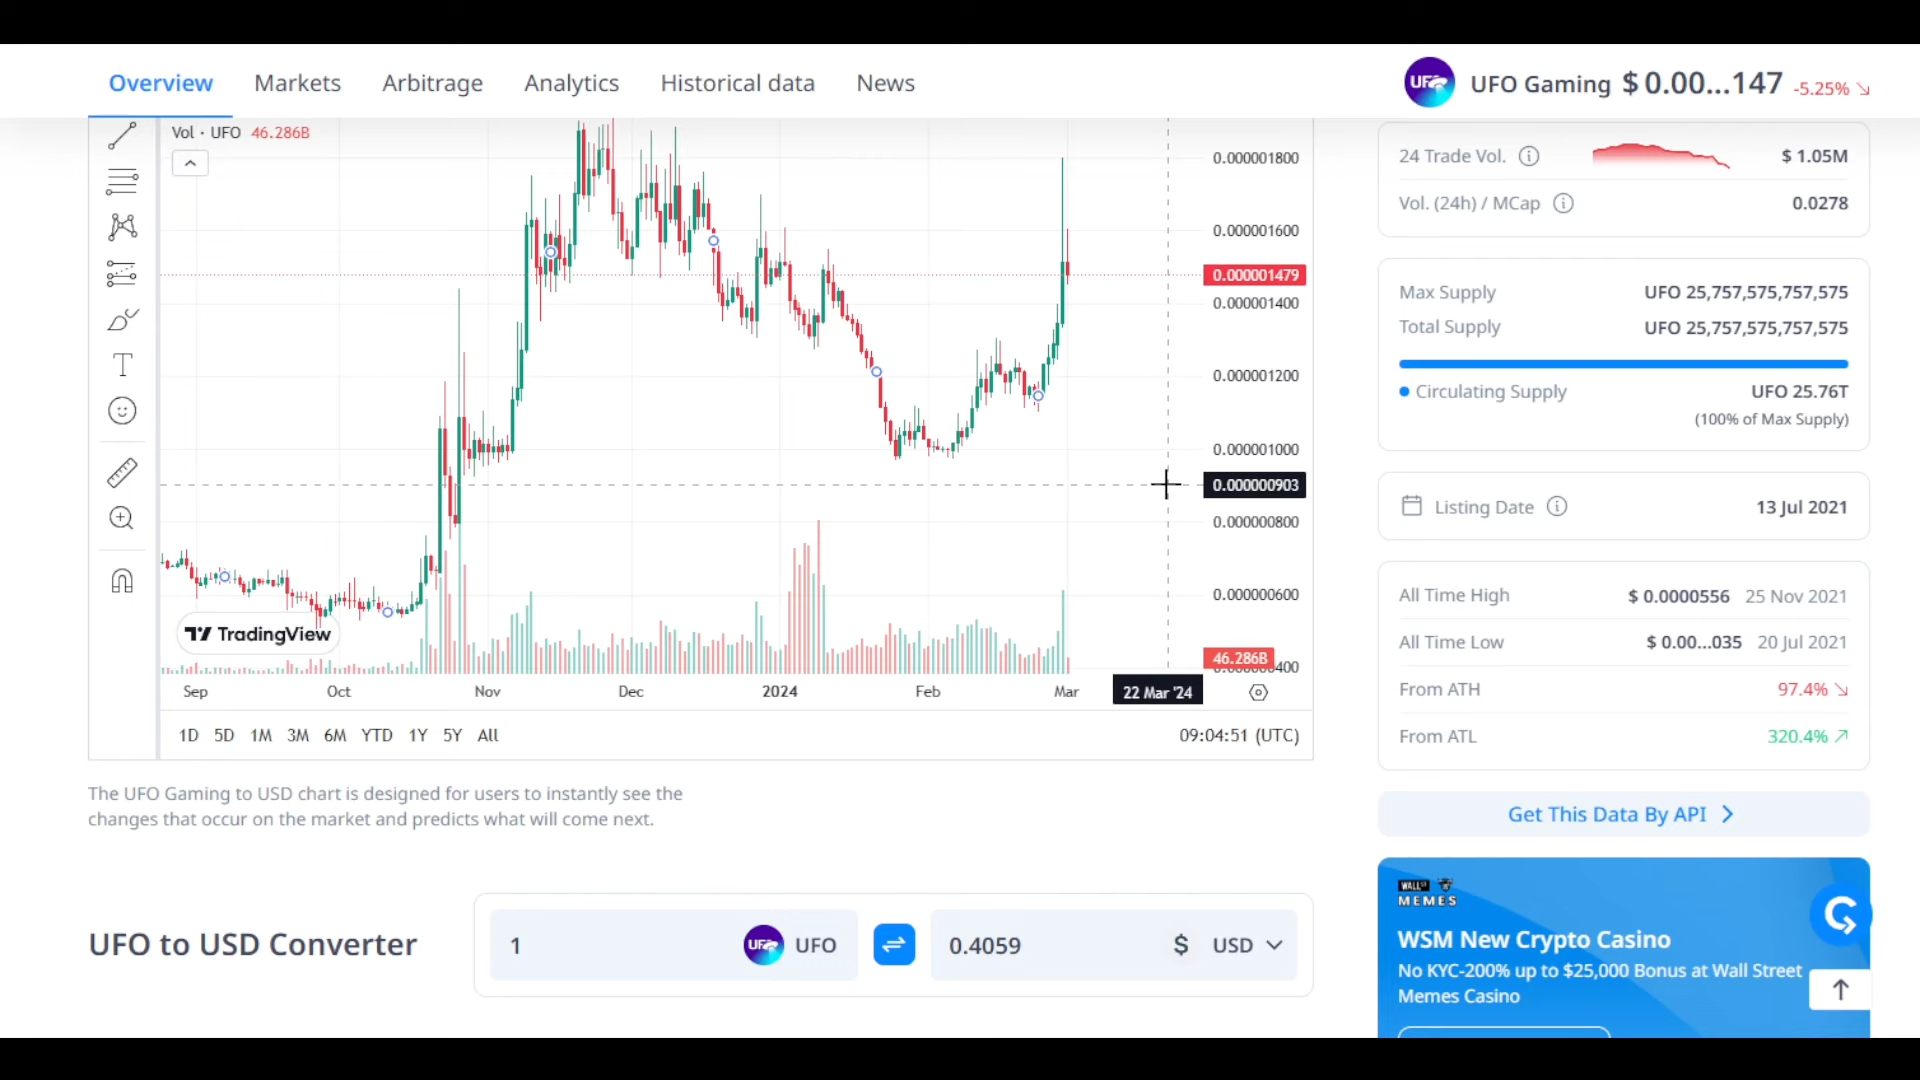 Overview Markets Arbitrage Analytics Historical data News
UFO Gaming $ 0.00...147 -5.25%
Vol · UFO 46.286B
0.000001800
0.000001600
0.000001479
0.000001400
0.000001200
0.000001000
0.000000903
0.000000800
0.000000600
46.286B
TradingView
Sep Oct Nov Dec 2024 Feb Mar 22 Mar '24
1D 5D 1M 3M 6M YTD 1Y 5Y All 09:04:51 (UTC)
The UFO Gaming to USD chart is designed for users to instantly see the
changes that occur on the market and predicts what will come next.
UFO to USD Converter
1 UFO UFO
0.4059 $ USD
24 Trade Vol. $ 1.05M
Vol. (24h) / MCap 0.0278
Max Supply UFO 25,757,575,757,575
Total Supply UFO 25,757,575,757,575
Circulating Supply UFO 25.76T
(100% of Max Supply)
Listing Date 13 Jul 2021
All Time High $ 0.0000556 25 Nov 2021
All Time Low $ 0.00...035 20 Jul 2021
From ATH 97.4%
From ATL 320.4%
Get This Data By API
WALL ST
MEMES
WSM New Crypto Casino
No KYC-200% up to $25,000 Bonus at Wall Street
Memes Casino